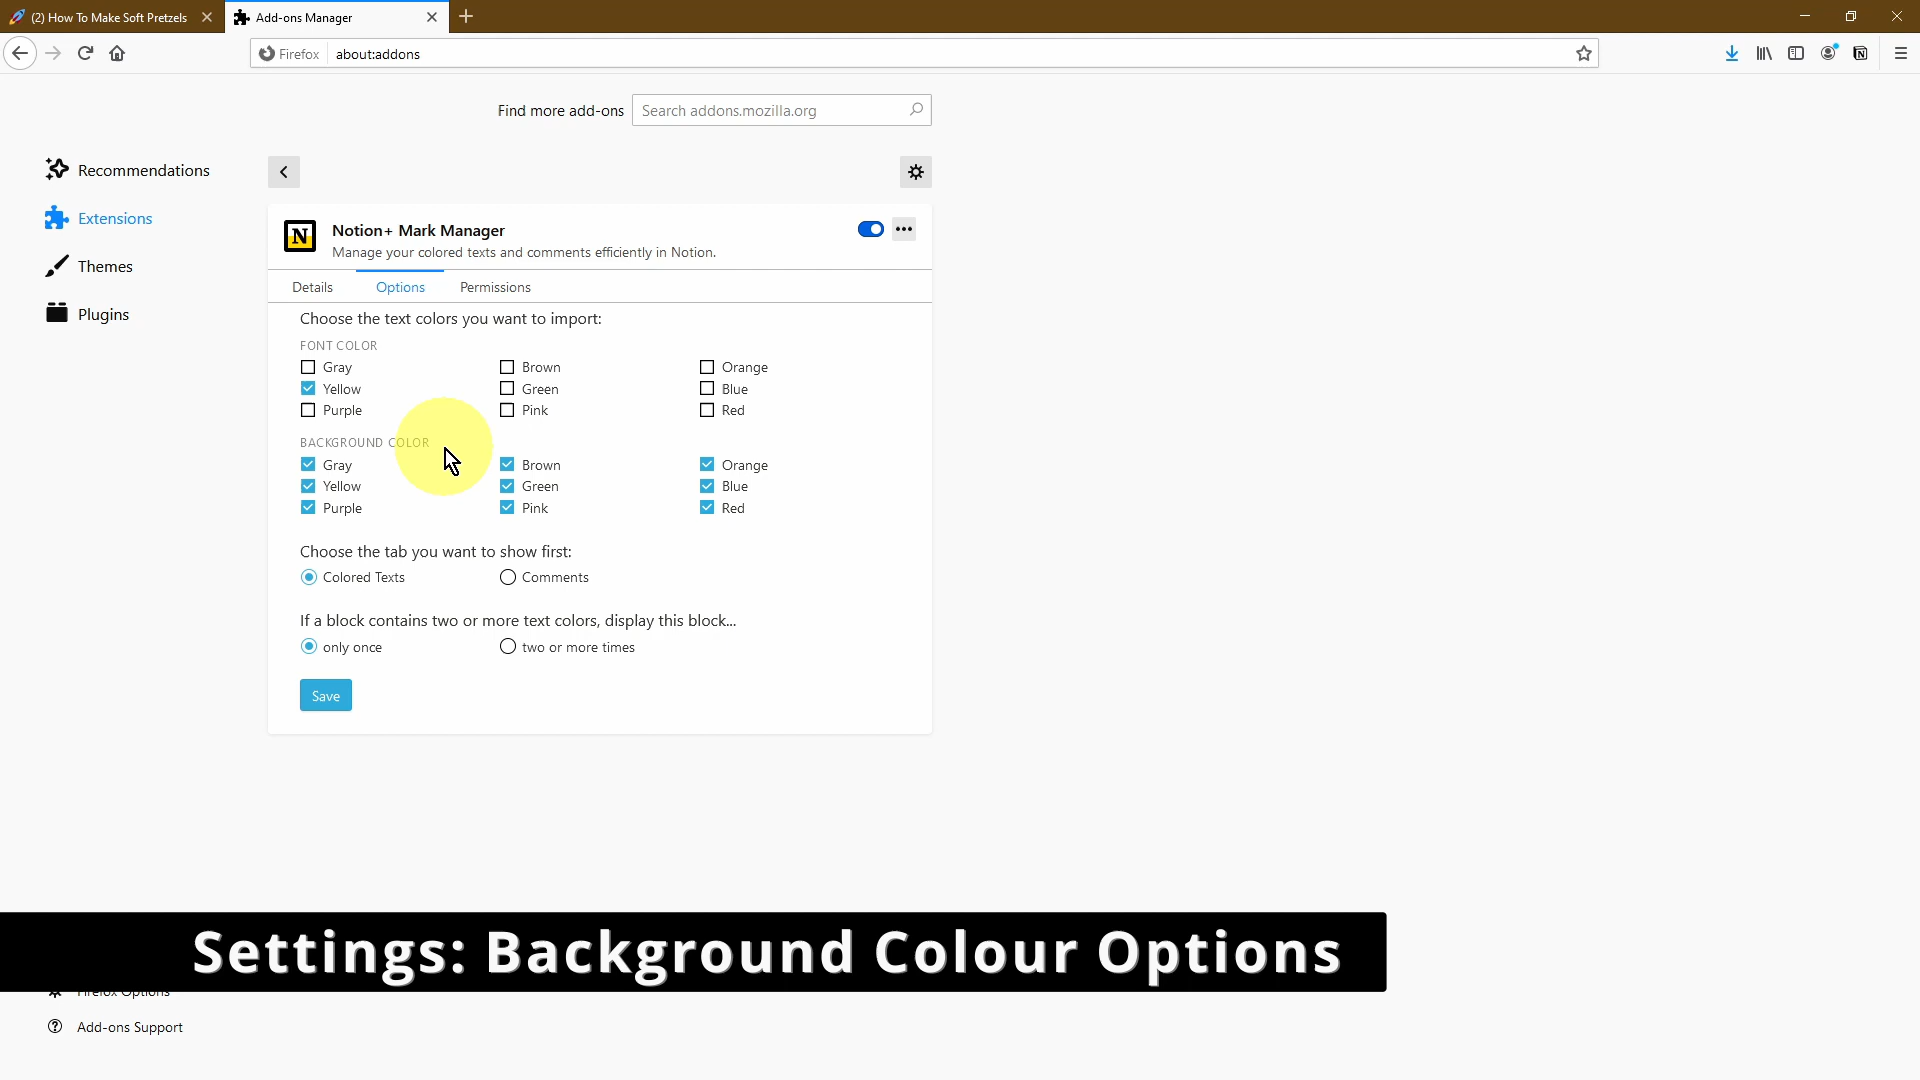 (2) How To Make Soft Pretzels
Add-ons Manager
Firefox
about:addons
Find more add-ons
Search addons.mozilla.org
Recommendations
Extensions
Themes
Plugins
N
Notion+ Mark Manager
Manage your colored texts and comments efficiently in Notion.
Details Options Permissions
Choose the text colors you want to import:
FONT COLOR
Gray Brown Orange
Yellow Green Blue
Purple Pink Red
BACKGROUND COLOR
Gray Brown Orange
Yellow Green Blue
Purple Pink Red
Choose the tab you want to show first:
Colored Texts Comments
If a block contains two or more text colors, display this block...
only once two or more times
Save
Settings: Background Colour Options
Firefox Options
Add-ons Support